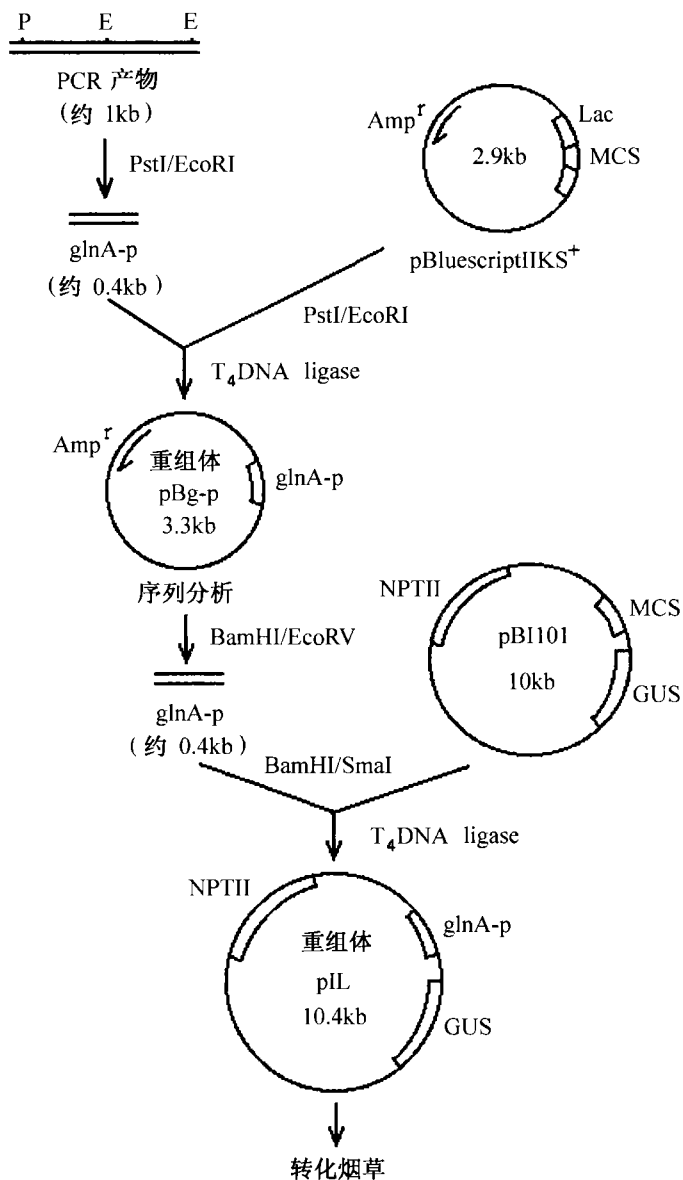 P E E
PCR 产物
(约 1kb)
PstI/EcoRI
glnA-p
(约 0.4kb)
Amp^r
Lac
2.9kb
MCS
pBluescriptIIKS⁺
PstI/EcoRI
T₄DNA ligase
Amp^r
重组体
pBg-p
3.3kb
glnA-p
序列分析
BamHI/EcoRV
glnA-p
(约 0.4kb)
NPTII
MCS
pBI101
10kb
GUS
BamHI/SmaI
T₄DNA ligase
NPTII
glnA-p
重组体
pIL
10.4kb
GUS
转化烟草